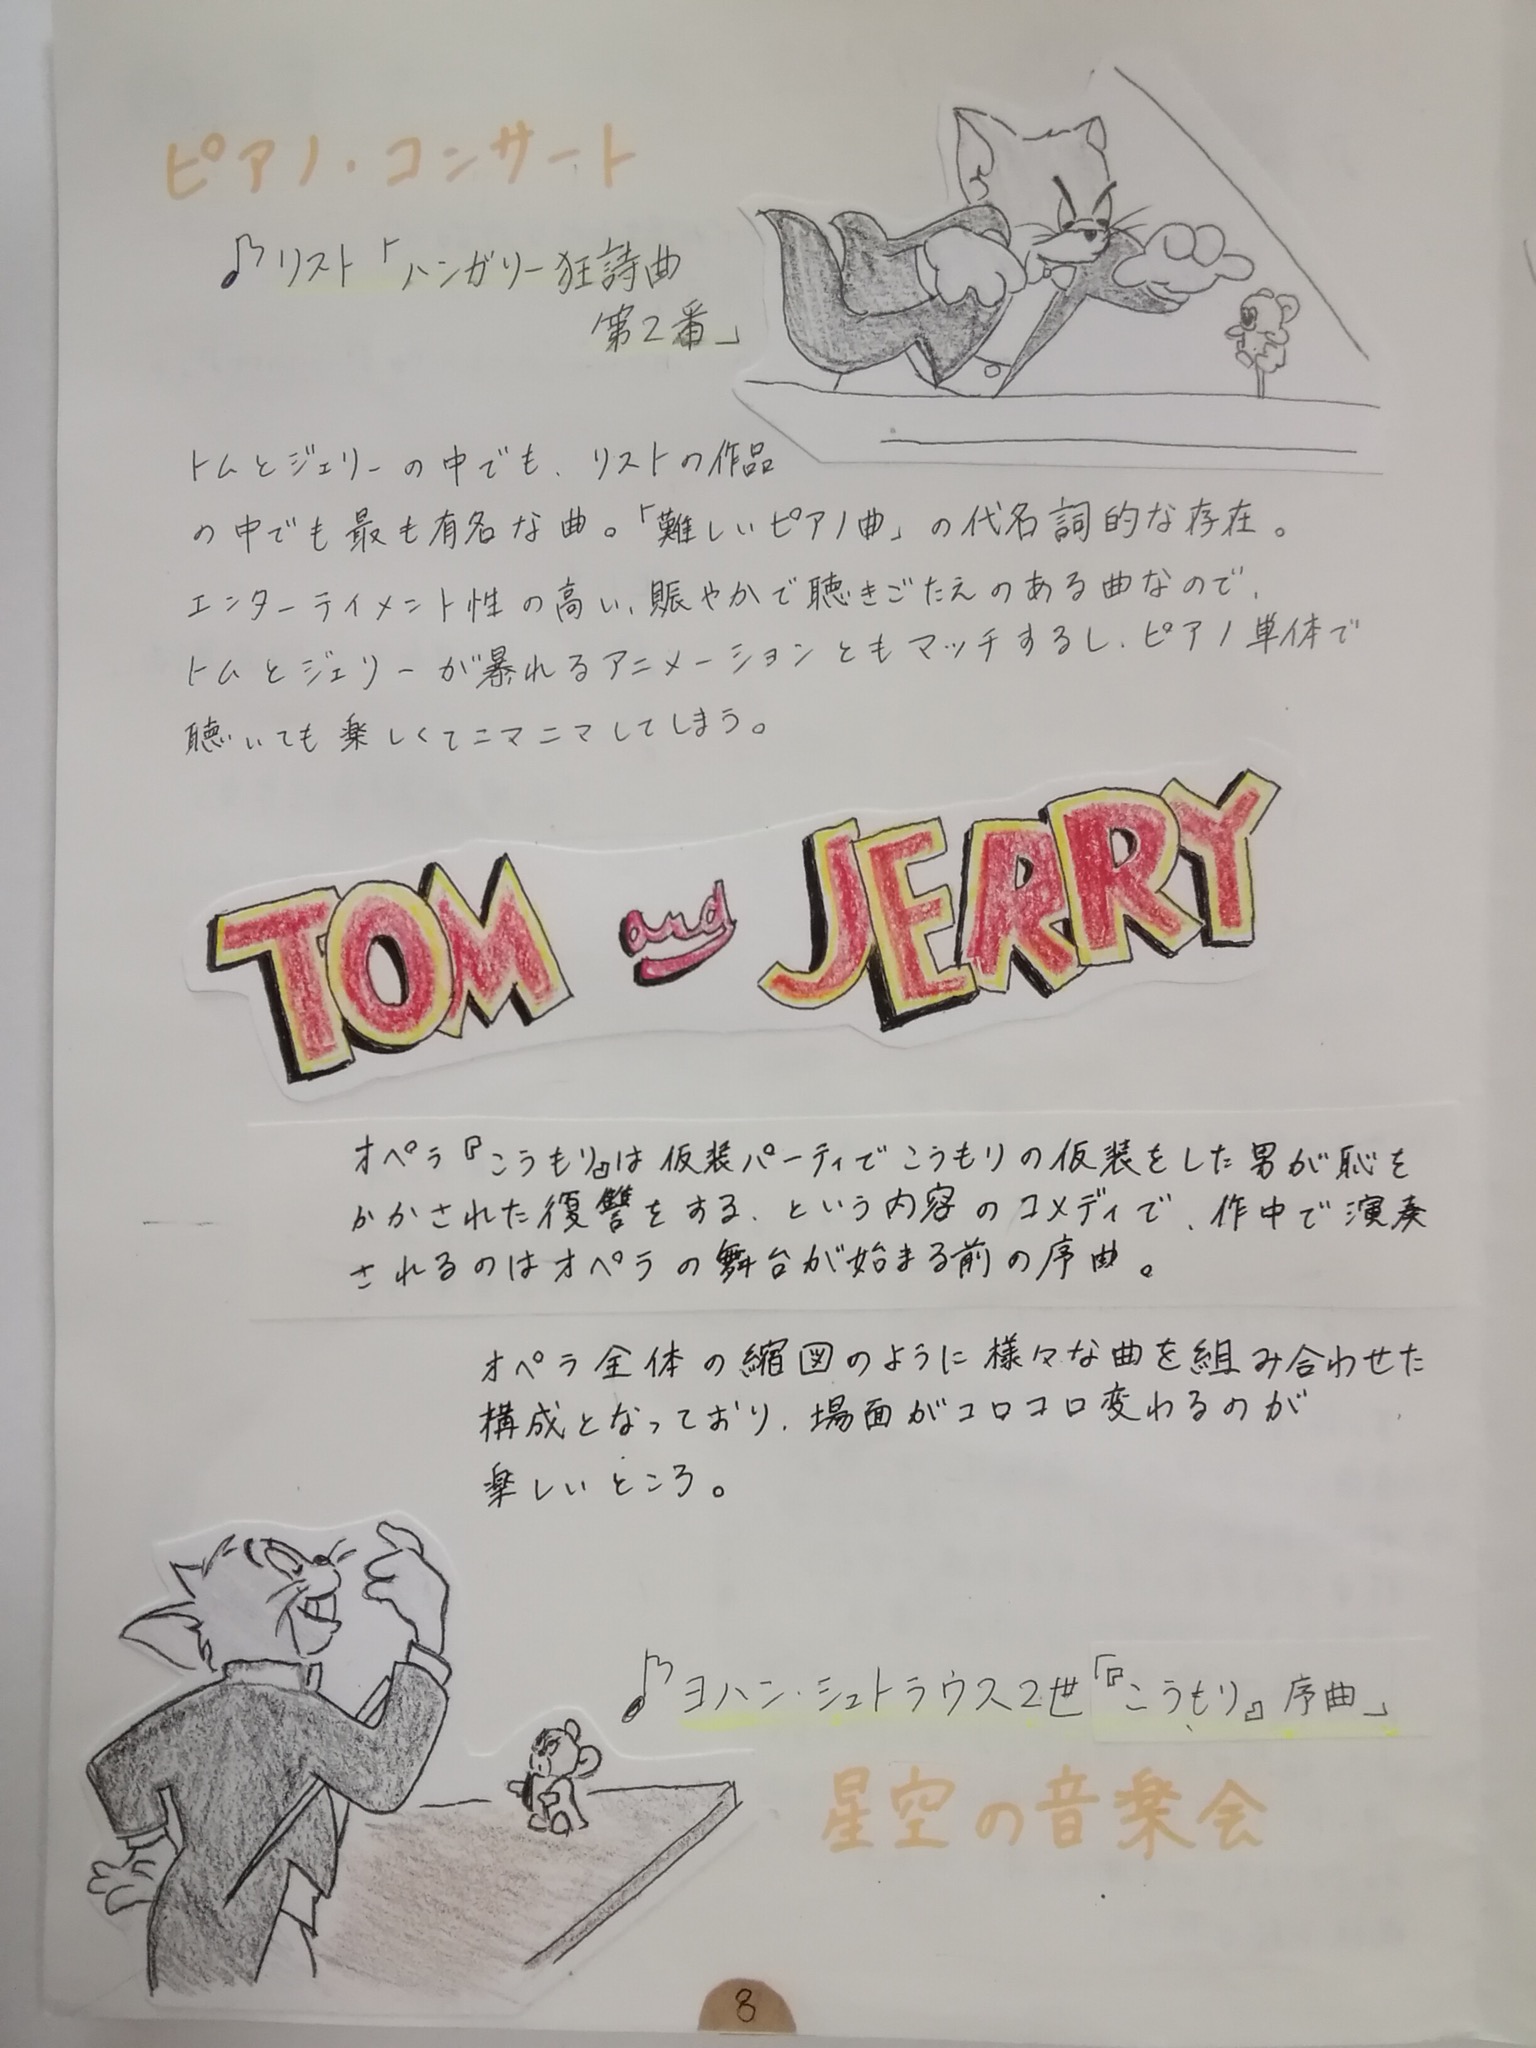 ピアノ・コンサート
♪リスト「ハンガリー狂詩曲
第2番」
トムとジェリーの中でも、リストの作品
の中でも最も有名な曲。「難しいピアノ曲」の代名詞的な存在。
エンターテイメント性の高い、賑やかで聴きごたえのある曲なので、
トムとジェリーが暴れるアニメーションともマッチするし、ピアノ単体で
聴いても楽しくてニマニマしてしまう。
TOM and JERRY
オペラ『こうもり』は仮装パーティでこうもりの仮装をした男が恥を
かかされた復讐をする、という内容のコメディで、作中で演奏
されるのはオペラの舞台が始まる前の序曲。
オペラ全体の縮図のように様々な曲を組み合わせた
構成となっており、場面がコロコロ変わるのが
楽しいところ。
♪ヨハン・シュトラウス2世「『こうもり』序曲」
星空の音楽会
8